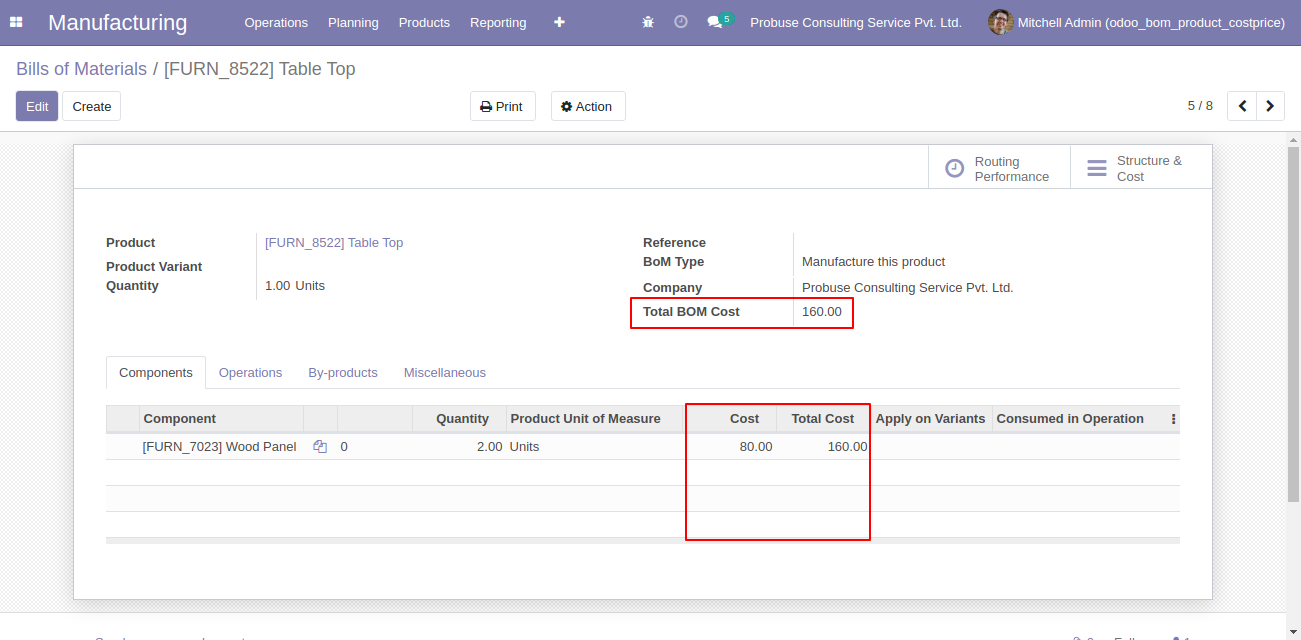 Manufacturing Operations Planning Products Reporting 5 Probuse Consulting Service Pvt. Ltd. Mitchell Admin (odoo_bom_product_costprice)
Bills of Materials / [FURN_8522] Table Top
Edit Create Print Action 5 / 8
Routing Performance
Structure & Cost
Product [FURN_8522] Table Top
Product Variant
Quantity 1.00 Units
Reference
BoM Type Manufacture this product
Company Probuse Consulting Service Pvt. Ltd.
Total BOM Cost 160.00
Components Operations By-products Miscellaneous
Component Quantity Product Unit of Measure Cost Total Cost Apply on Variants Consumed in Operation
[FURN_7023] Wood Panel 0 2.00 Units 80.00 160.00